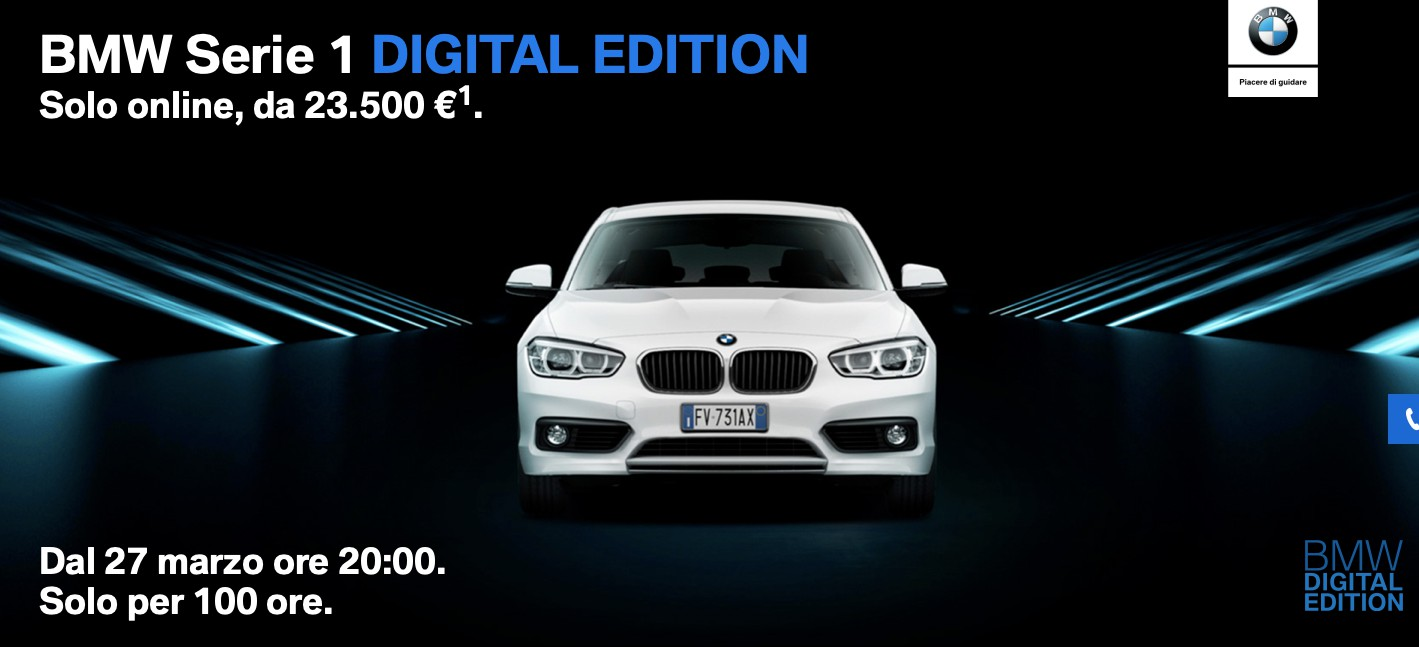 BMW Serie 1 DIGITAL EDITION
Solo online, da 23.500 €¹.
BMW
Piacere di guidare
FV 731AX
I
Dal 27 marzo ore 20:00.
Solo per 100 ore.
BMW
DIGITAL
EDITION